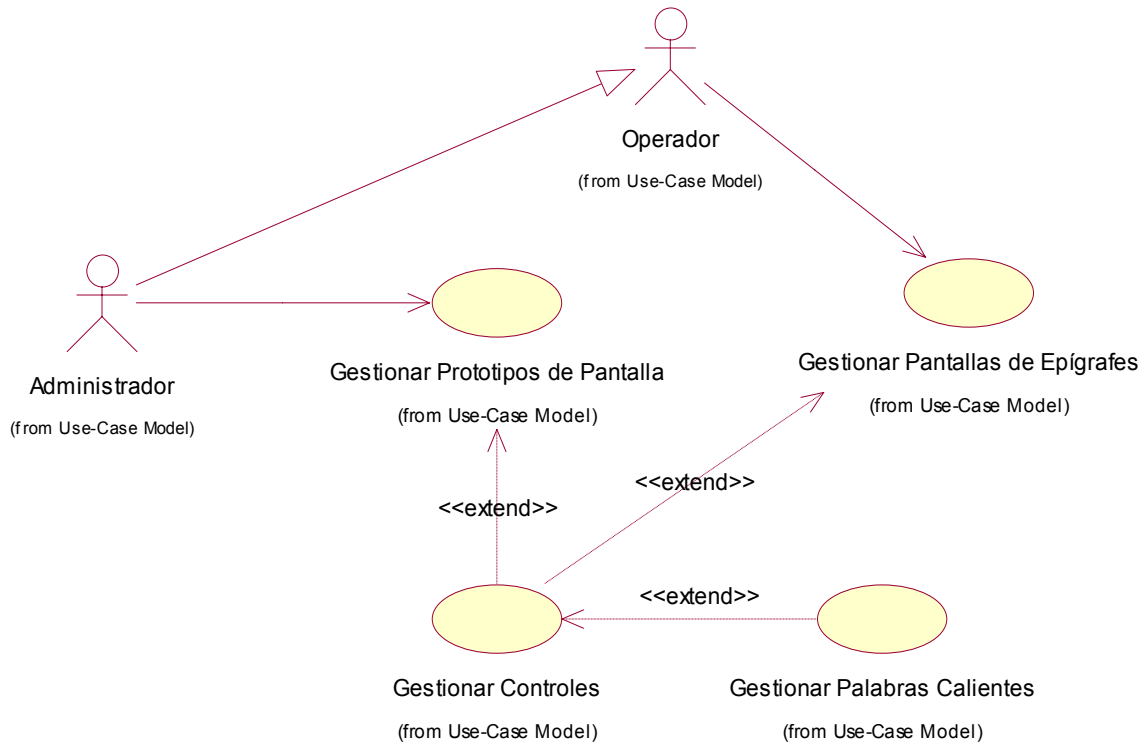 Operador
(from Use-Case Model)
Administrador
(from Use-Case Model)
Gestionar Prototipos de Pantalla
(from Use-Case Model)
Gestionar Pantallas de Epígrafes
(from Use-Case Model)
<<extend>>
<<extend>>
<<extend>>
Gestionar Controles
(from Use-Case Model)
Gestionar Palabras Calientes
(from Use-Case Model)